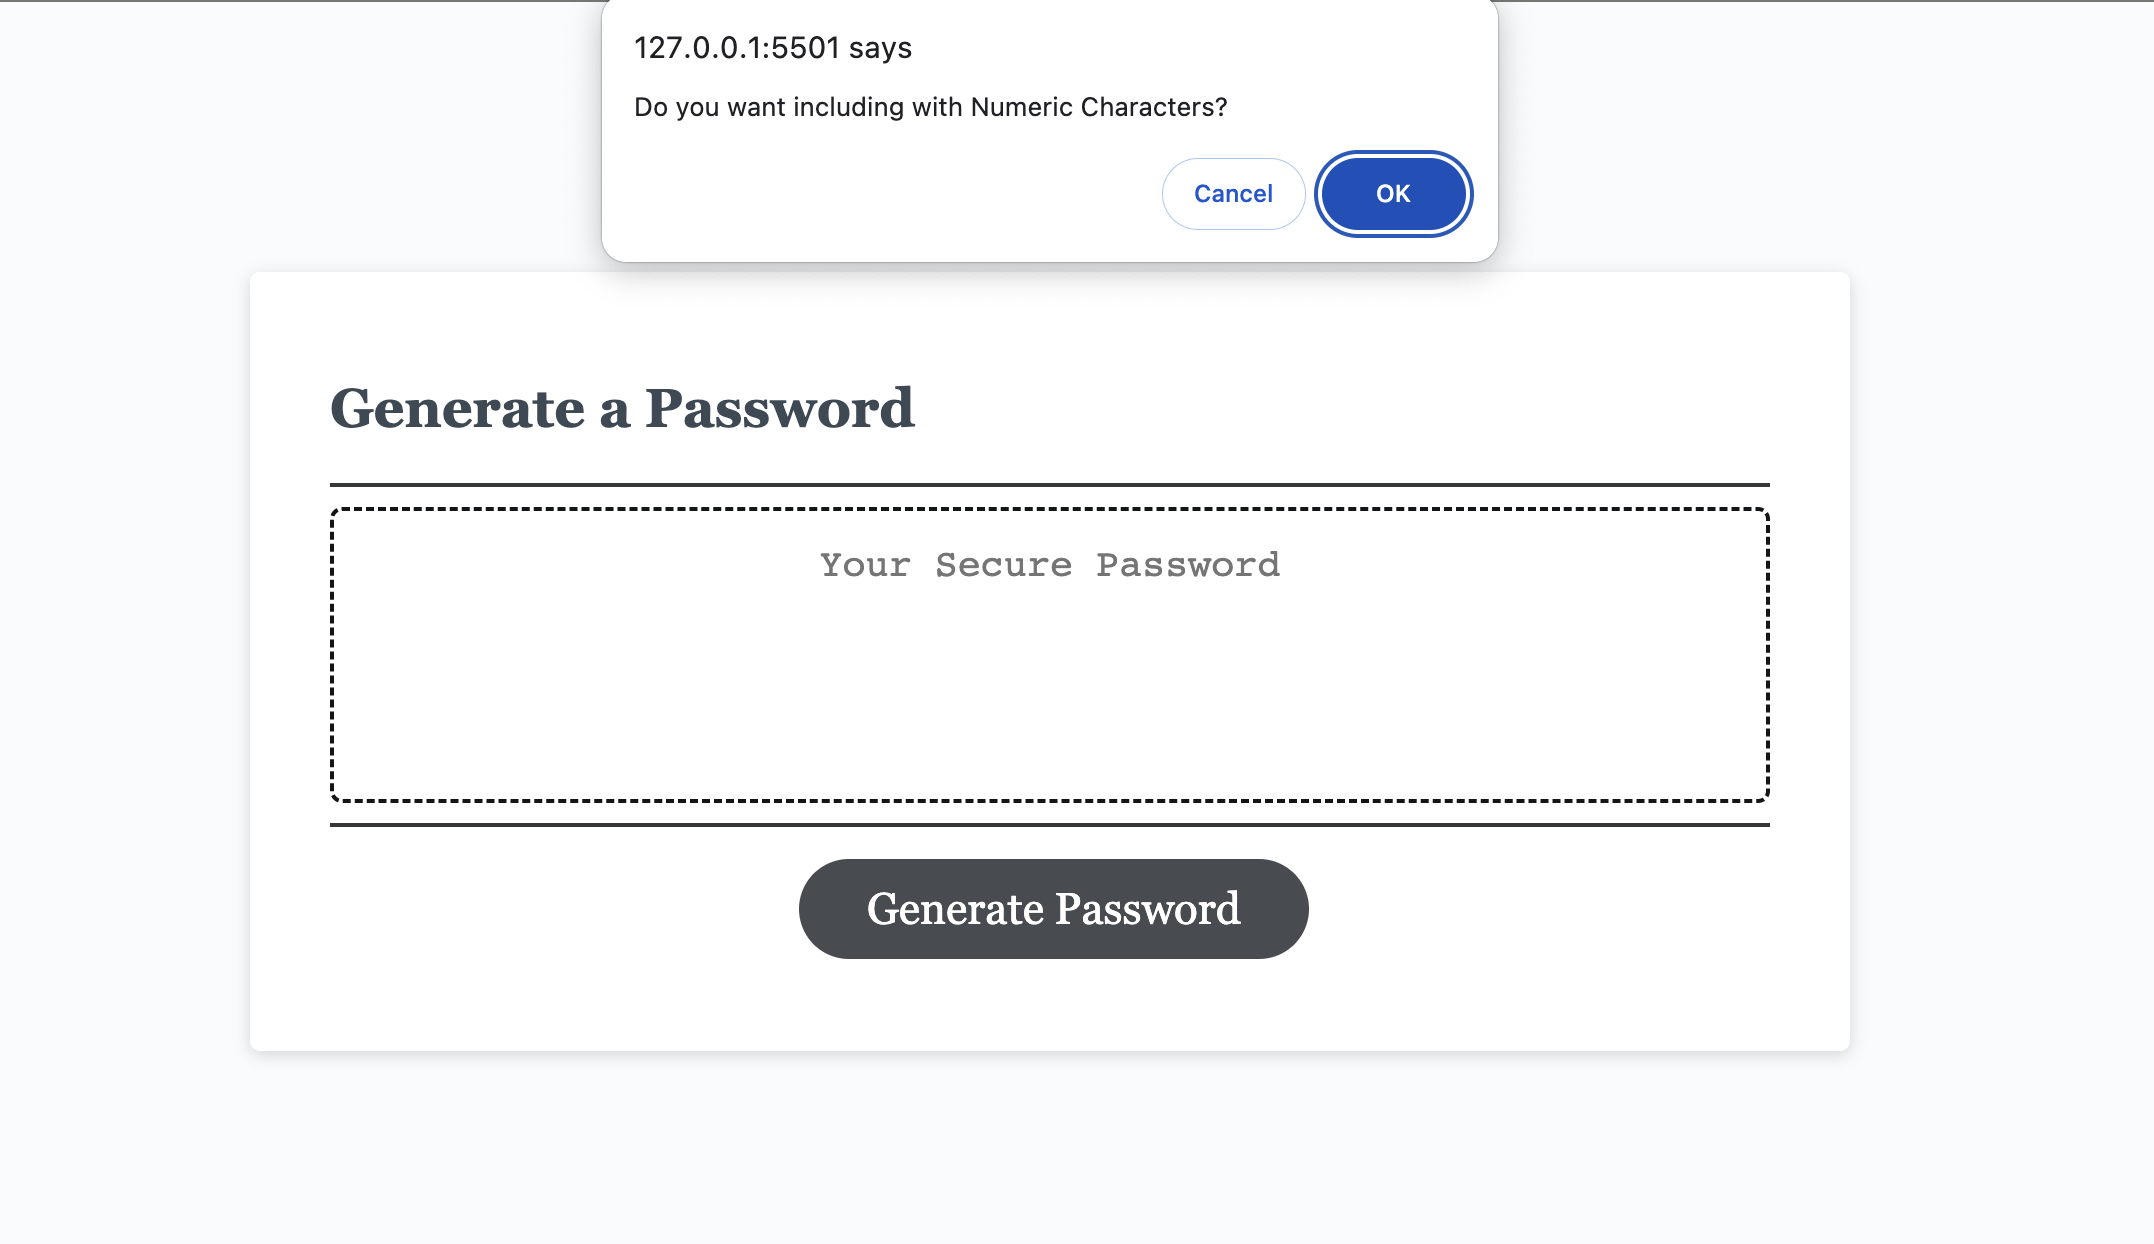 127.0.0.1:5501 says
Do you want including with Numeric Characters?
Cancel
OK
Generate a Password
Your Secure Password
Generate Password